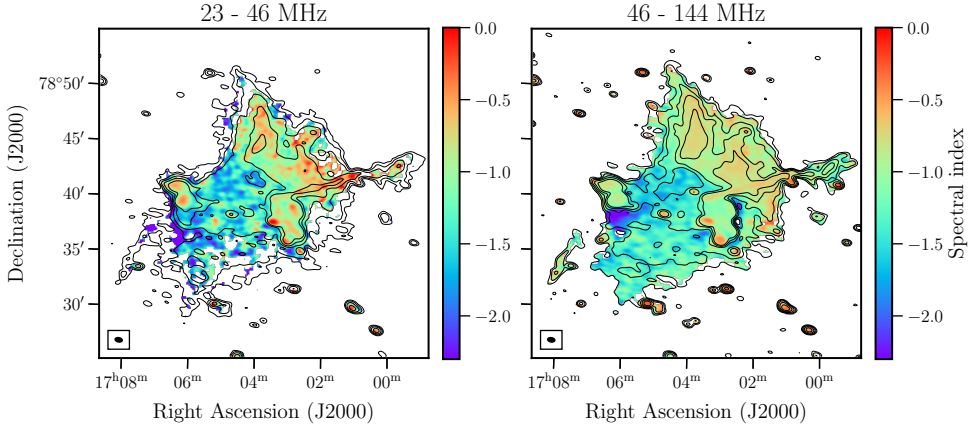 23 - 46 MHz
46 - 144 MHz
Declination (J2000)
78°50′
45′
40′
35′
30′
17ʰ08ᵐ
06ᵐ
04ᵐ
02ᵐ
00ᵐ
Right Ascension (J2000)
0.0
−0.5
−1.0
−1.5
−2.0
17ʰ08ᵐ
06ᵐ
04ᵐ
02ᵐ
00ᵐ
Right Ascension (J2000)
0.0
−0.5
−1.0
−1.5
−2.0
Spectral index